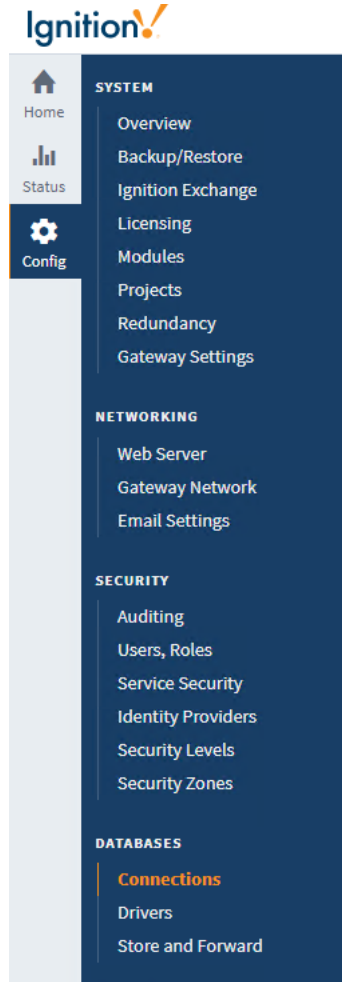 Ignition!
Home
Status
Config
SYSTEM
Overview
Backup/Restore
Ignition Exchange
Licensing
Modules
Projects
Redundancy
Gateway Settings
NETWORKING
Web Server
Gateway Network
Email Settings
SECURITY
Auditing
Users, Roles
Service Security
Identity Providers
Security Levels
Security Zones
DATABASES
Connections
Drivers
Store and Forward